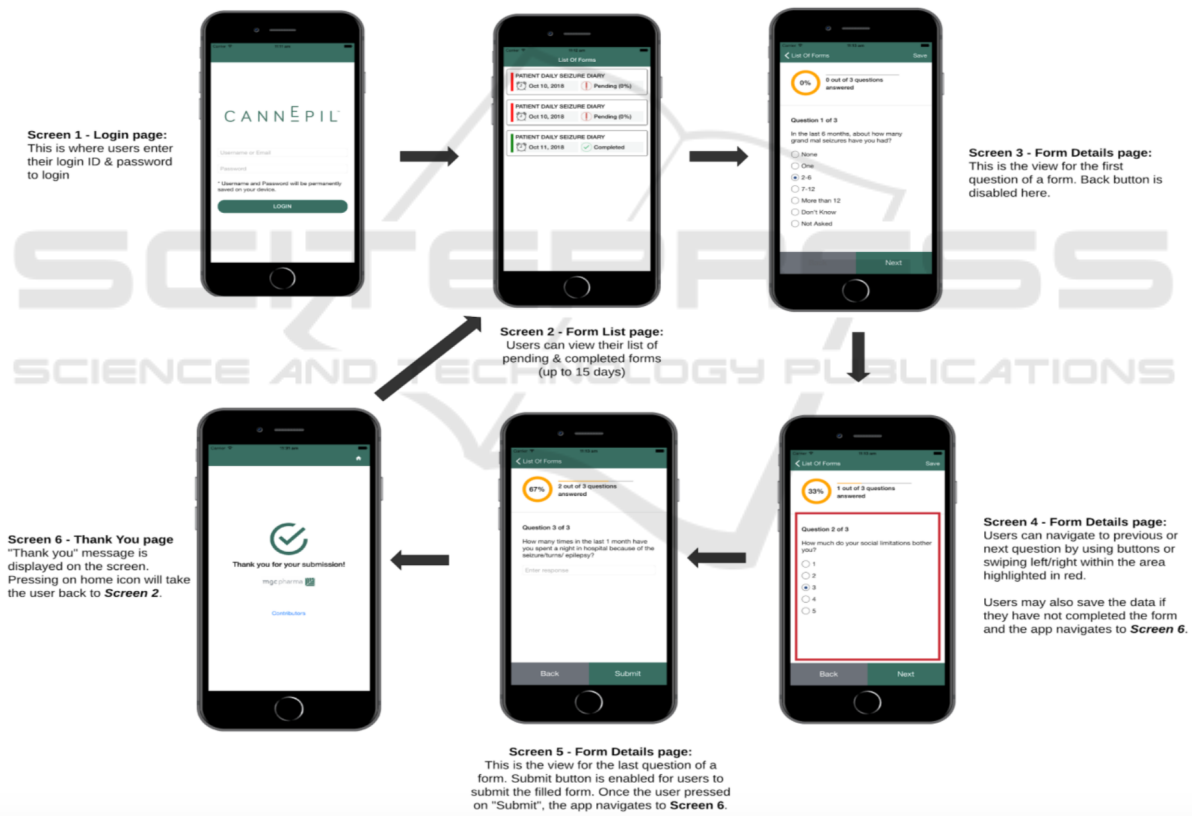 Carrier 11:13 am
CANNEPIL™
Username or Email
Password
* Username and Password will be permanently
saved on your device.
LOGIN
Screen 1 - Login page:
This is where users enter
their login ID & password
to login
List Of Forms
PATIENT DAILY SEIZURE DIARY
Oct 10, 2018 Pending (0%)
PATIENT DAILY SEIZURE DIARY
Oct 10, 2018 Pending (0%)
PATIENT DAILY SEIZURE DIARY
Oct 11, 2018 Completed
Screen 2 - Form List page:
Users can view their list of
pending & completed forms
(up to 15 days)
List Of Forms Save
0% 0 out of 3 questions
answered
Question 1 of 3
In the last 6 months, about how many
grand mal seizures have you had?
None
One
2-6
7-12
More than 12
Don't Know
Not Asked
Next
Screen 3 - Form Details page:
This is the view for the first
question of a form. Back button is
disabled here.
SCITEPRESS
SCIENCE AND TECHNOLOGY PUBLICATIONS
List Of Forms Save
33% 1 out of 3 questions
answered
Question 2 of 3
How much do your social limitations bother
you?
1
2
3
4
5
Back Next
Screen 4 - Form Details page:
Users can navigate to previous or
next question by using buttons or
swiping left/right within the area
highlighted in red.
Users may also save the data if
they have not completed the form
and the app navigates to Screen 6.
List Of Forms
67% 2 out of 3 questions
answered
Question 3 of 3
How many times in the last 1 month have
you spent a night in hospital because of the
seizure/turns/ epilepsy?
Enter response
Back Submit
Screen 5 - Form Details page:
This is the view for the last question of a
form. Submit button is enabled for users to
submit the filled form. Once the user pressed
on "Submit", the app navigates to Screen 6.
Thank you for your submission!
mgc pharma
Contributors
Screen 6 - Thank You page
"Thank you" message is
displayed on the screen.
Pressing on home icon will take
the user back to Screen 2.